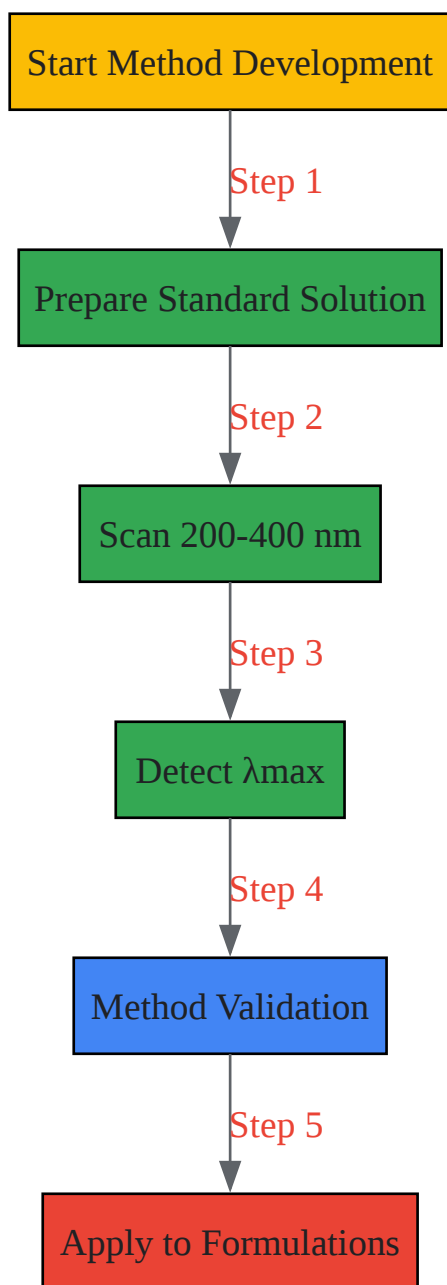 Start Method Development
Step 1
Prepare Standard Solution
Step 2
Scan 200-400 nm
Step 3
Detect λmax
Step 4
Method Validation
Step 5
Apply to Formulations